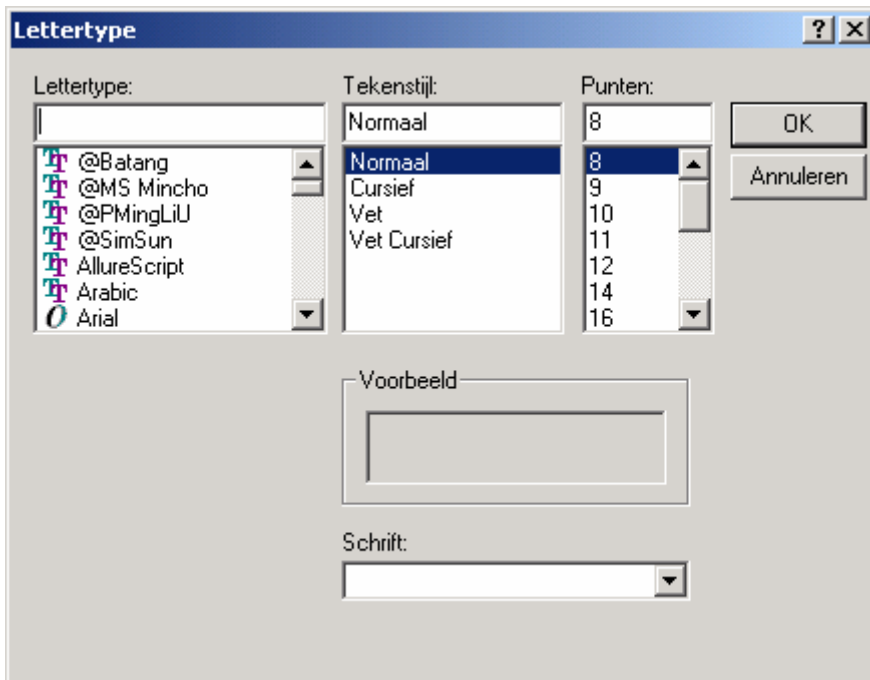 Lettertype
Lettertype:
Tekenstijl:
Punten:
Normaal
8
OK
@Batang
@MS Mincho
@PMingLiU
@SimSun
AllureScript
Arabic
Arial
Normaal
Cursief
Vet
Vet Cursief
8
9
10
11
12
14
16
Annuleren
Voorbeeld
Schrift: